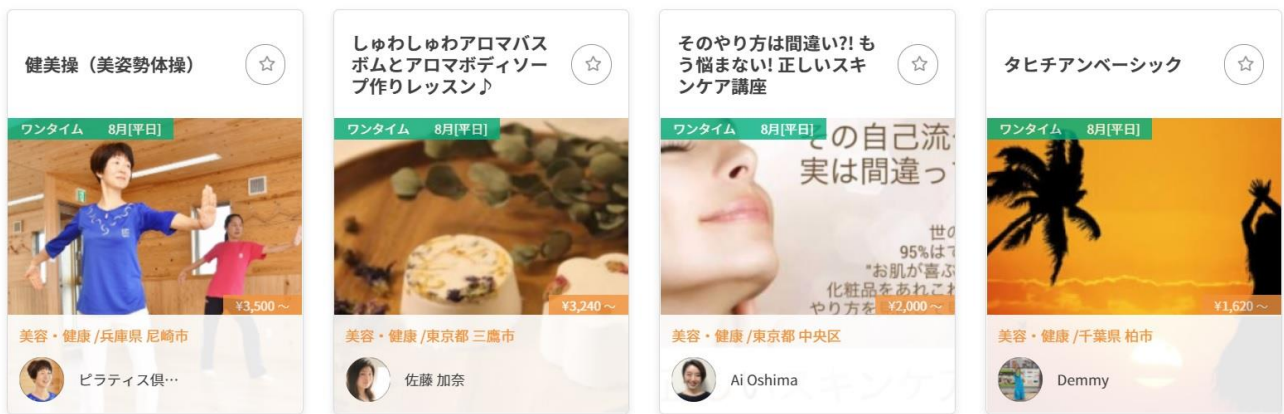 健美操（美姿勢体操）
ワンタイム 8月[平日]
¥3,500 〜
美容・健康 /兵庫県 尼崎市
ピラティス倶…
しゅわしゅわアロマバス
ボムとアロマボディソー
プ作りレッスン♪
ワンタイム 8月[平日]
¥3,240 〜
美容・健康 /東京都 三鷹市
佐藤 加奈
そのやり方は間違い?! も
う悩まない! 正しいスキ
ンケア講座
ワンタイム 8月[平日]
その自己流
実は間違っ
世の
95%は
"お肌が喜ぶ
化粧品をあれこれ
やり方を
¥2,000 〜
美容・健康 /東京都 中央区
Ai Oshima
タヒチアンベーシック
ワンタイム 8月[平日]
¥1,620 〜
美容・健康 /千葉県 柏市
Demmy